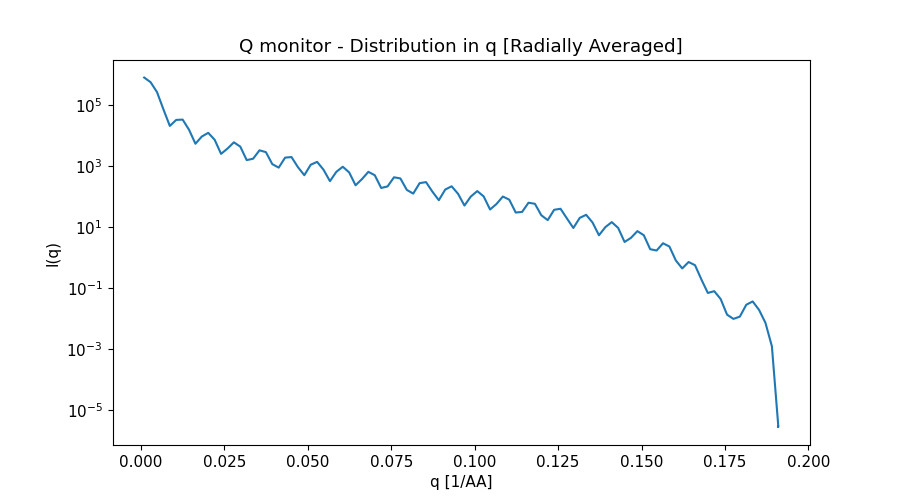 Q monitor - Distribution in q [Radially Averaged]
I(q)
10⁵
10³
10¹
10⁻¹
10⁻³
10⁻⁵
0.000 0.025 0.050 0.075 0.100 0.125 0.150 0.175 0.200
q [1/AA]